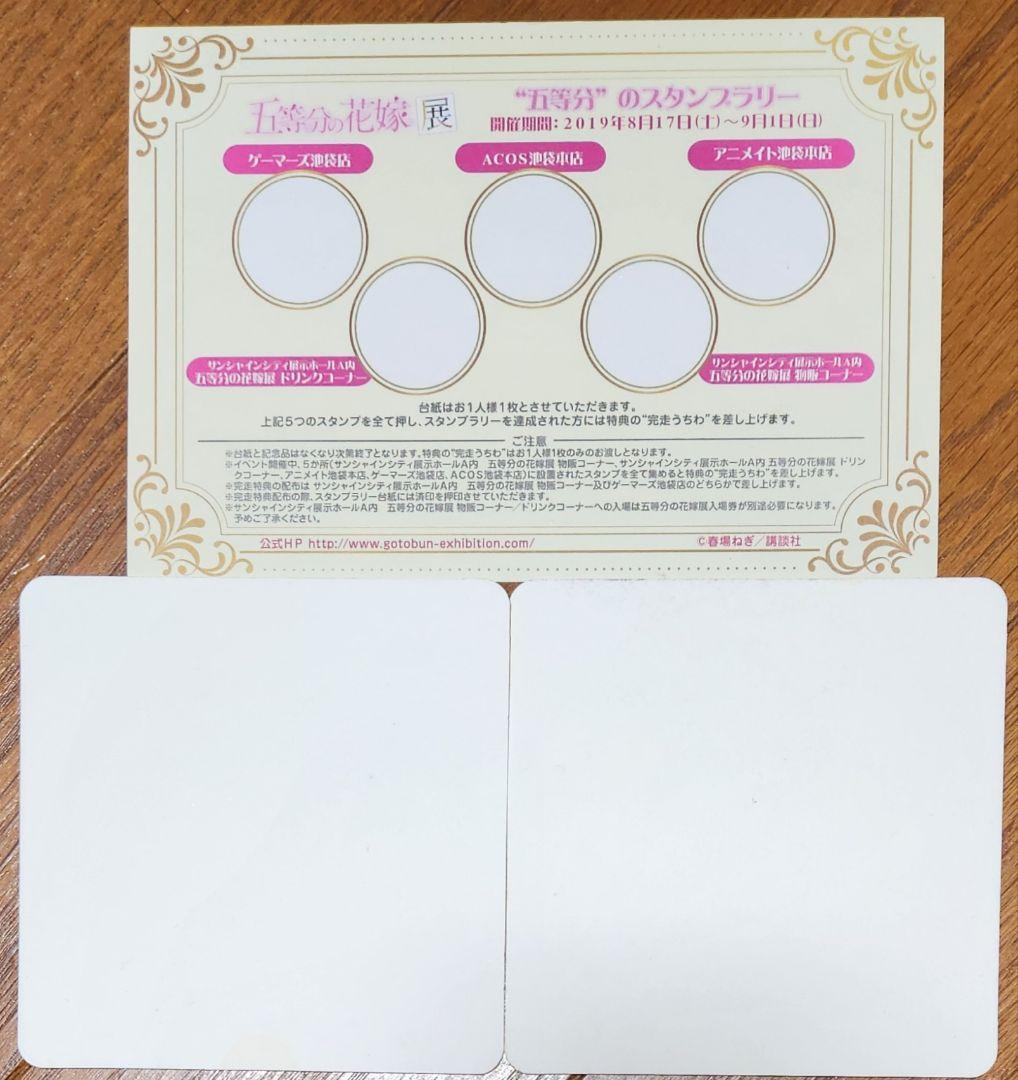 五等分の花嫁 展
“五等分”のスタンプラリー
開催期間：2019年8月17日(土)～9月1日(日)
ゲーマーズ池袋店
ACOS池袋本店
アニメイト池袋本店
サンシャインシティ展示ホールA内
五等分の花嫁展 ドリンクコーナー
サンシャインシティ展示ホールA内
五等分の花嫁展 物販コーナー
台紙はお1人様1枚とさせていただきます。
上記5つのスタンプを全て押し、スタンプラリーを達成された方には特典の“完走うちわ”を差し上げます。
ご注意
※台紙と記念品はなくなり次第終了となります。特典の“完走うちわ”はお1人様1枚のみのお渡しとなります。
※イベント開催中、5か所（サンシャインシティ展示ホールA内　五等分の花嫁展 物販コーナー、サンシャインシティ展示ホールA内 五等分の花嫁展 ドリン
クコーナー、アニメイト池袋本店、ゲーマーズ池袋店、ACOS池袋本店）に設置されたスタンプを全て集めると特典の“完走うちわ”を差し上げます。
※完走特典の配布は サンシャインシティ展示ホールA内　五等分の花嫁展 物販コーナー及びゲーマーズ池袋店のどちらかで差し上げます。
※完走特典配布の際、スタンプラリー台紙には済印を押印させていただきます。
※サンシャインシティ展示ホールA内　五等分の花嫁展 物販コーナー／ドリンクコーナーへの入場は五等分の花嫁展入場券が別途必要になります。
予めご了承ください。
公式HP http://www.gotobun-exhibition.com/
©春場ねぎ／講談社